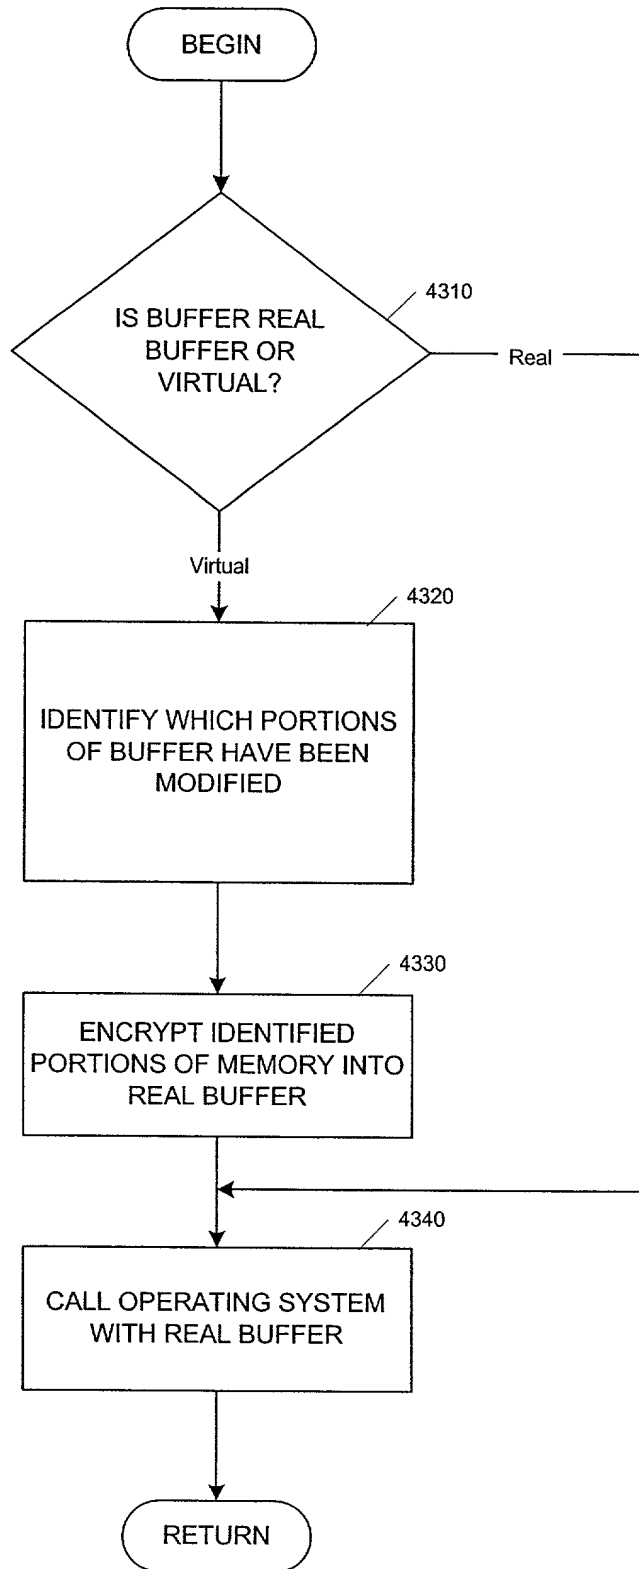 BEGIN
4310
IS BUFFER REAL
BUFFER OR
VIRTUAL?
Real
Virtual
4320
IDENTIFY WHICH PORTIONS
OF BUFFER HAVE BEEN
MODIFIED
4330
ENCRYPT IDENTIFIED
PORTIONS OF MEMORY INTO
REAL BUFFER
4340
CALL OPERATING SYSTEM
WITH REAL BUFFER
RETURN